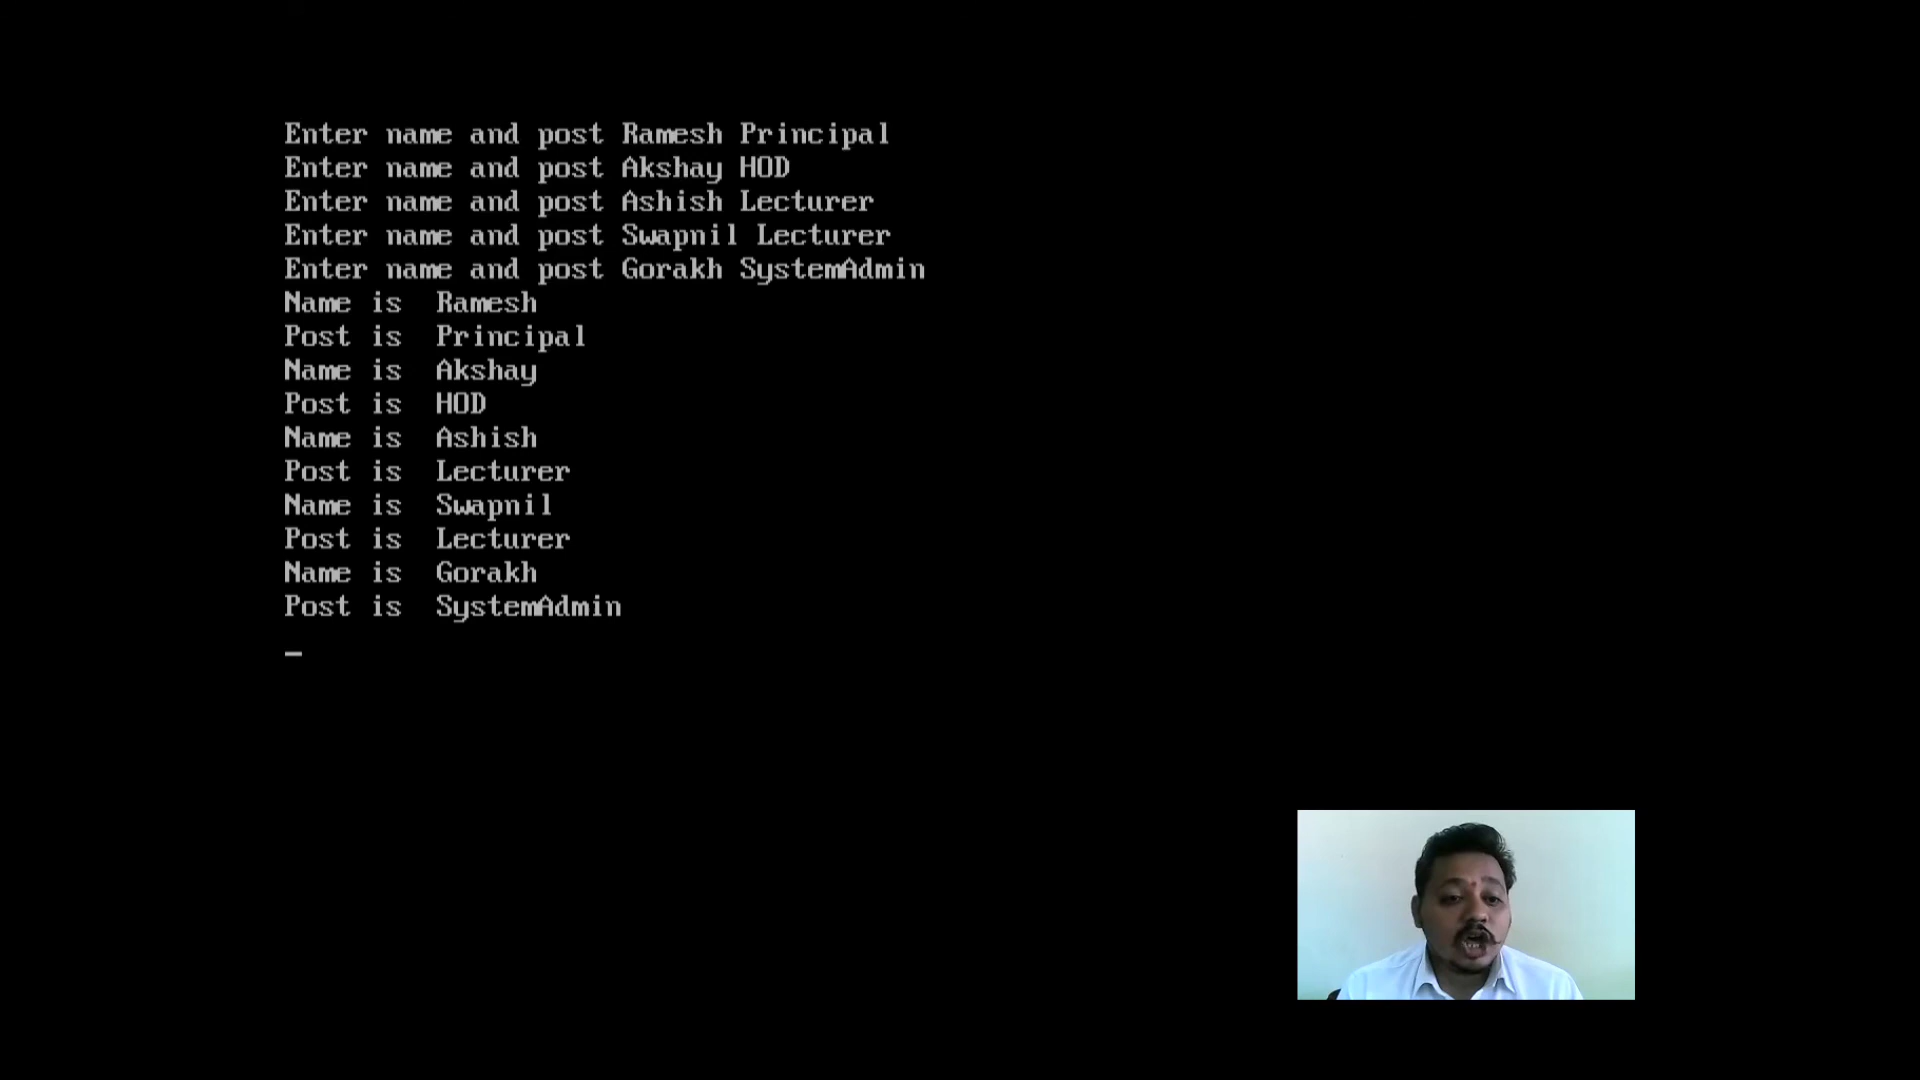 Enter name and post Ramesh Principal
Enter name and post Akshay HOD
Enter name and post Ashish Lecturer
Enter name and post Swapnil Lecturer
Enter name and post Gorakh SystemAdmin
Name is  Ramesh
Post is  Principal
Name is  Akshay
Post is  HOD
Name is  Ashish
Post is  Lecturer
Name is  Swapnil
Post is  Lecturer
Name is  Gorakh
Post is  SystemAdmin
_